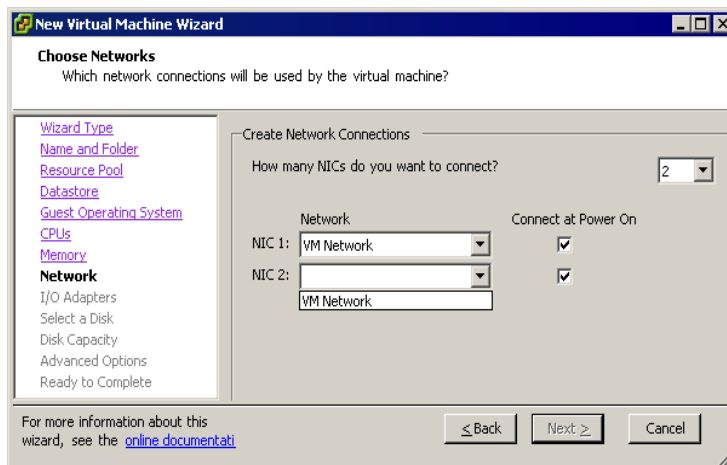 New Virtual Machine Wizard
Choose Networks
Which network connections will be used by the virtual machine?
Wizard Type
Name and Folder
Resource Pool
Datastore
Guest Operating System
CPUs
Memory
Network
I/O Adapters
Select a Disk
Disk Capacity
Advanced Options
Ready to Complete
Create Network Connections
How many NICs do you want to connect? 2
Network Connect at Power On
NIC 1: VM Network
NIC 2:
VM Network
For more information about this
wizard, see the online documentati
< Back Next > Cancel